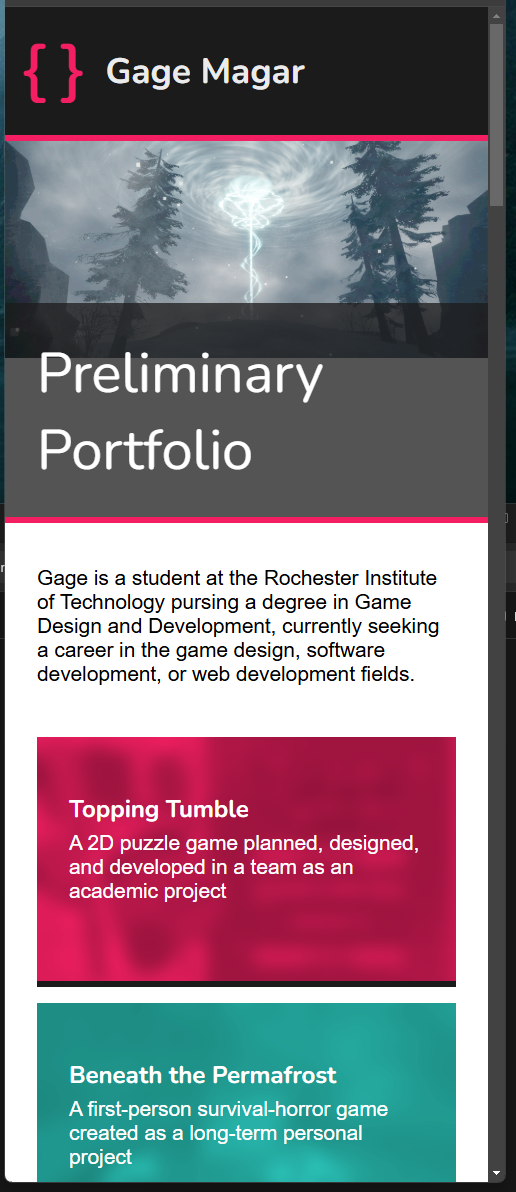 { } Gage Magar
Preliminary
Portfolio
Gage is a student at the Rochester Institute
of Technology pursing a degree in Game
Design and Development, currently seeking
a career in the game design, software
development, or web development fields.
Topping Tumble
A 2D puzzle game planned, designed,
and developed in a team as an
academic project
Beneath the Permafrost
A first-person survival-horror game
created as a long-term personal
project